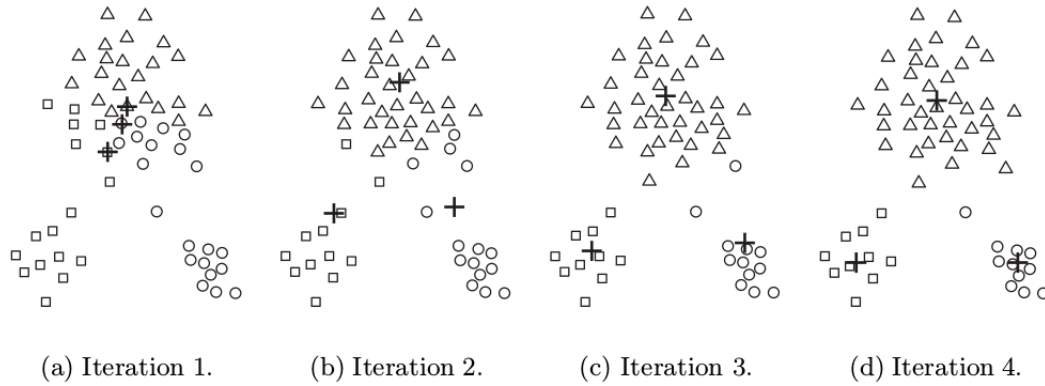 (a) Iteration 1.
(b) Iteration 2.
(c) Iteration 3.
(d) Iteration 4.